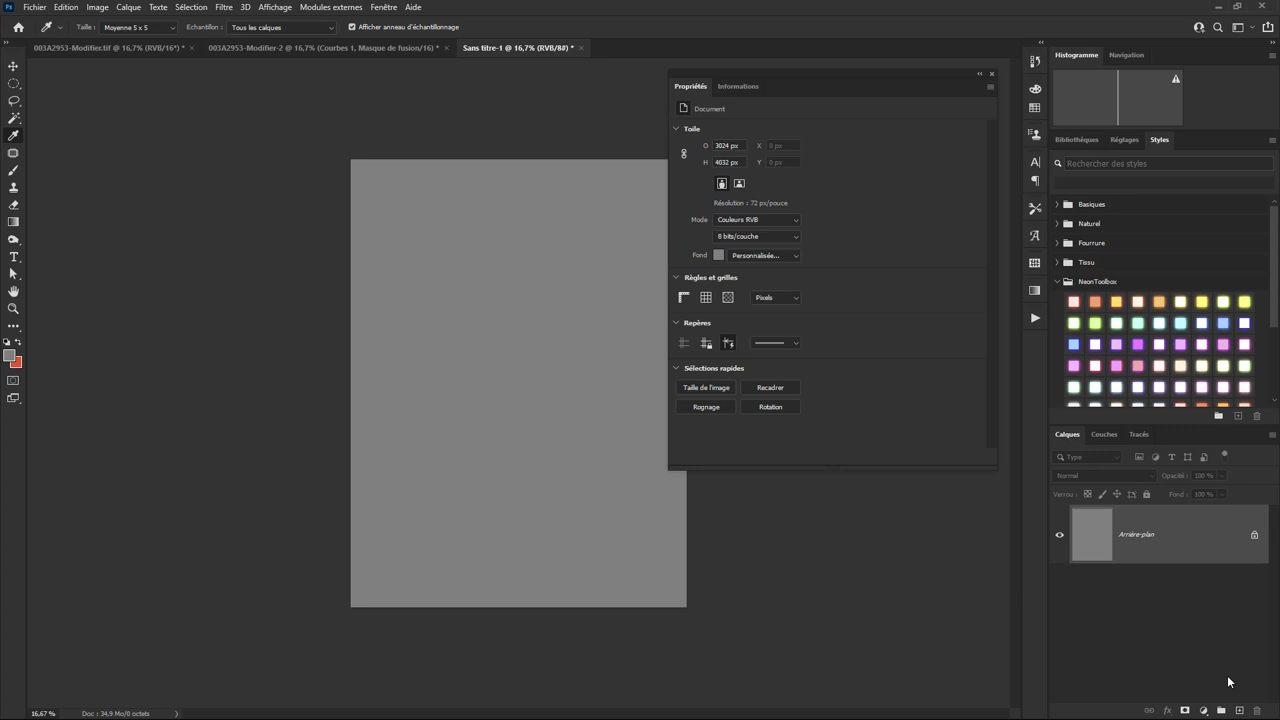 Ps Fichier Edition Image Calque Texte Sélection Filtre 3D Affichage Modules externes Fenêtre Aide
Taille : Moyenne 5 x 5 Echantillon : Tous les calques Afficher anneau d'échantillonnage
003A2953-Modifier.tif @ 16,7% (RVB/16*) * × 003A2953-Modifier-2 @ 16,7% (Courbes 1, Masque de fusion/16) * × Sans titre-1 @ 16,7% (RVB/8#) * ×
Histogramme Navigation
Propriétés Informations
Document
Toile
O 3024 px X 0 px
H 4032 px Y 0 px
Résolution : 72 px/pouce
Mode Couleurs RVB
8 bits/couche
Fond Personnalisée...
Règles et grilles
Pixels
Repères
Sélections rapides
Taille de l'image Recadrer
Rognage Rotation
Bibliothèques Réglages Styles
Rechercher des styles
Basiques
Naturel
Fourrure
Tissu
NeonToolbox
Calques Couches Tracés
Type
Normal Opacité : 100 %
Verrou : Fond : 100 %
Arrière-plan
16,67 % Doc : 34.9 Mo/0 octets